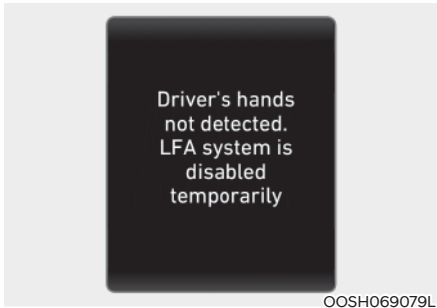 Driver's hands
not detected.
LFA system is
disabled
temporarily
OOSH069079L